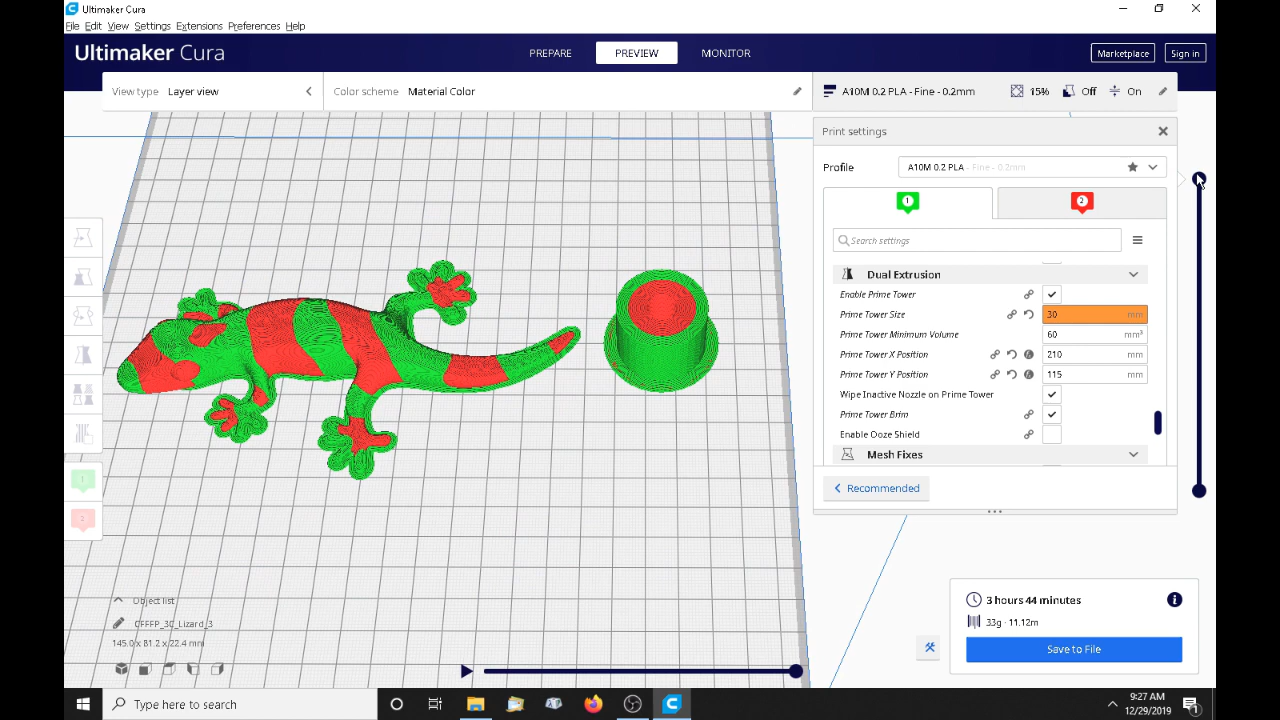 Ultimaker Cura
File Edit View Settings Extensions Preferences Help
Ultimaker Cura
PREPARE PREVIEW MONITOR
Marketplace Sign in
View type Layer view
Color scheme Material Color
A10M 0.2 PLA - Fine - 0.2mm 15% Off On
Print settings
Profile A10M 0.2 PLA - Fine - 0.2mm
1 2
Search settings
Dual Extrusion
Enable Prime Tower
Prime Tower Size 30 mm
Prime Tower Minimum Volume 60 mm³
Prime Tower X Position 210 mm
Prime Tower Y Position 115 mm
Wipe Inactive Nozzle on Prime Tower
Prime Tower Brim
Enable Ooze Shield
Mesh Fixes
Recommended
1
2
Object list
CFFFP_3D_Lizard_3
145.0 x 81.2 x 22.4 mm
3 hours 44 minutes
33g · 11.12m
Save to File
Type here to search
9:27 AM
12/29/2019
1